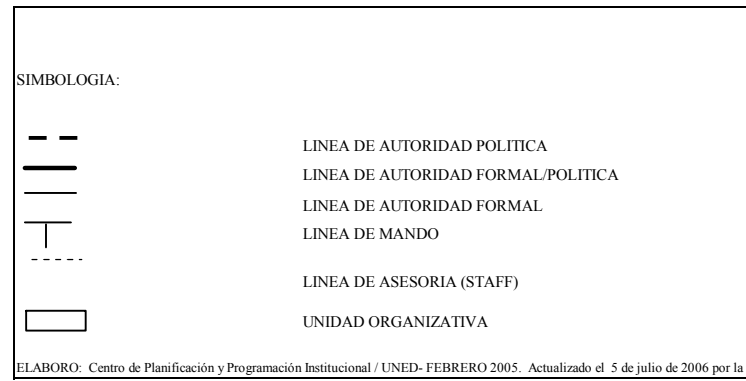 SIMBOLOGIA:
LINEA DE AUTORIDAD POLITICA
LINEA DE AUTORIDAD FORMAL/POLITICA
LINEA DE AUTORIDAD FORMAL
LINEA DE MANDO
LINEA DE ASESORIA (STAFF)
UNIDAD ORGANIZATIVA
ELABORO: Centro de Planificación y Programación Institucional / UNED- FEBRERO 2005. Actualizado el 5 de julio de 2006 por la